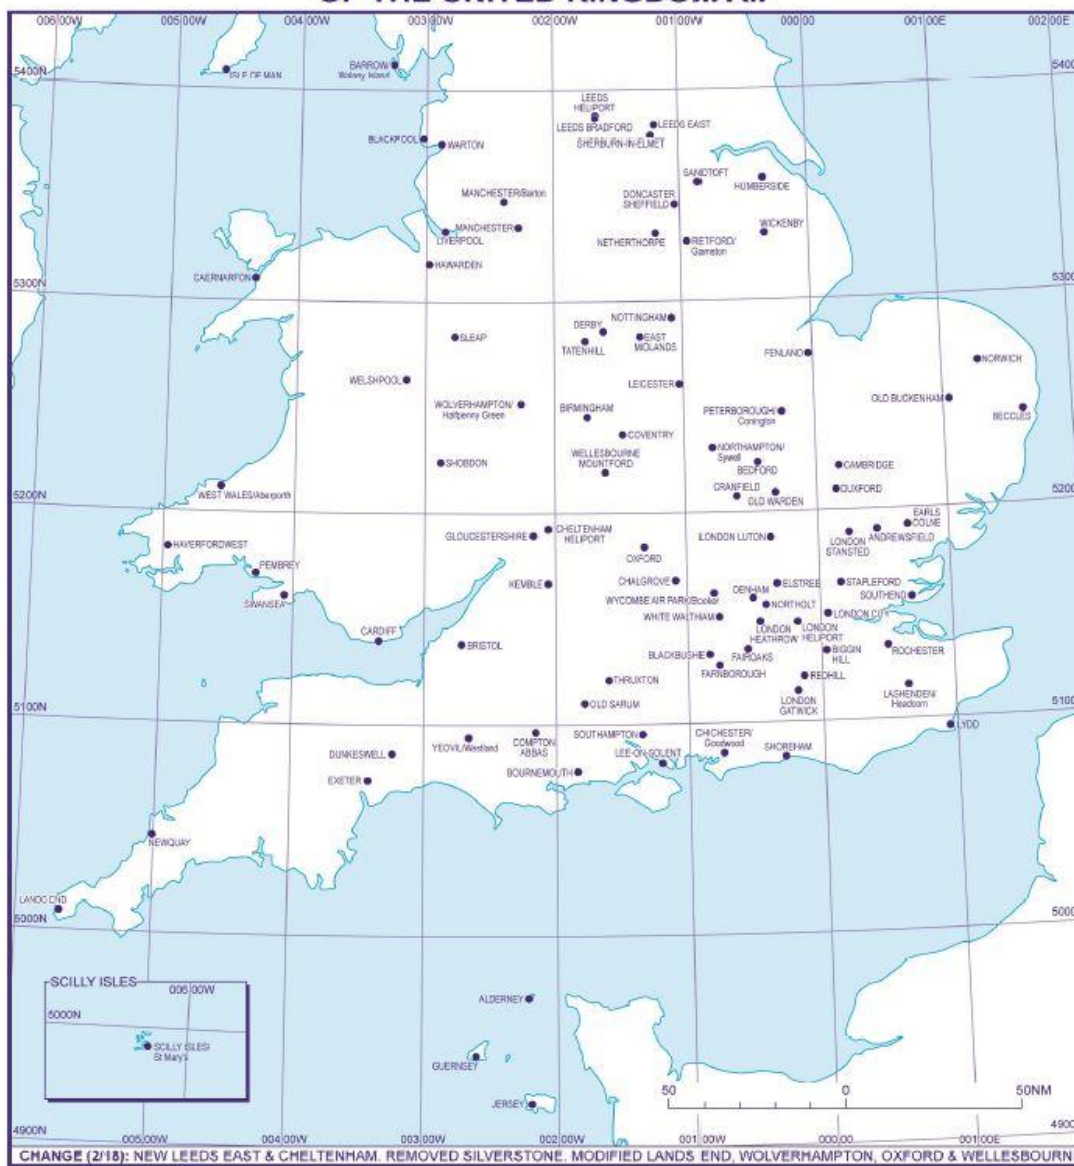 OF THE UNITED KINGDOM
006 00W 005 00W 004 00W 003 00W 002 00W 001 00W 000 00E 001 00E 002 00E
5400N
5400
BARROW/
Walney Island
ISLE OF MAN
LEEDS
HELIPORT
LEEDS BRADFORD
LEEDS EAST
SHERBURN-IN-ELMET
BLACKPOOL
WARTON
SANDTOFT
HUMBERSIDE
MANCHESTER/Barton
DONCASTER
SHEFFIELD
MANCHESTER
LIVERPOOL
NETHERTHORPE
RETFORD/
Gamston
WICKENBY
HAWARDEN
CAERNARFON
5300N
5300
NOTTINGHAM
DERBY
SLEAP
TATENHILL
EAST
MIDLANDS
FENLAND
NORWICH
WELSHPOOL
LEICESTER
OLD BUCKENHAM
WOLVERHAMPTON/
Halfpenny Green
BIRMINGHAM
PETERBOROUGH/
Conington
BECCLES
COVENTRY
NORTHAMPTON/
Sywell
WELLESBOURNE
MOUNTFORD
SHOBDON
BEDFORD
CAMBRIDGE
CRANFIELD
OLD WARDEN
DUXFORD
WEST WALES/Aberporth
5200N
5200
EARLS
COLNE
CHELTENHAM
HELIPORT
GLOUCESTERSHIRE
LONDON LUTON
LONDON
STANSTED
ANDREWSFIELD
HAVERFORDWEST
OXFORD
PEMBREY
KEMBLE
CHALGROVE
ELSTREE
STAPLEFORD
SWANSEA
WYCOMBE AIR PARK/Booker
DENHAM
NORTHOLT
SOUTHEND
LONDON CITY
WHITE WALTHAM
LONDON
HEATHROW
LONDON
HELIPORT
CARDIFF
BRISTOL
BLACKBUSHE
FAIROAKS
BIGGIN
HILL
ROCHESTER
FARNBOROUGH
REDHILL
THRUXTON
LONDON
GATWICK
LASHENDEN/
Headcorn
OLD SARUM
5100N
5100
LYDD
YEOVIL/Westland
COMPTON
ABBAS
SOUTHAMPTON
CHICHESTER/
Goodwood
LEE-ON-SOLENT
SHOREHAM
DUNKESWELL
BOURNEMOUTH
EXETER
NEWQUAY
LANDS END
5000N
5000
SCILLY ISLES
006 00W
5000N
SCILLY ISLES/
St Mary's
ALDERNEY
GUERNSEY
JERSEY
50 0 50NM
4900N
4900
005 00W 004 00W 003 00W 002 00W 001 00W 000 00E 001 00E
CHANGE (2/18): NEW LEEDS EAST & CHELTENHAM. REMOVED SILVERSTONE. MODIFIED LANDS END, WOLVERHAMPTON, OXFORD & WELLESBOURN